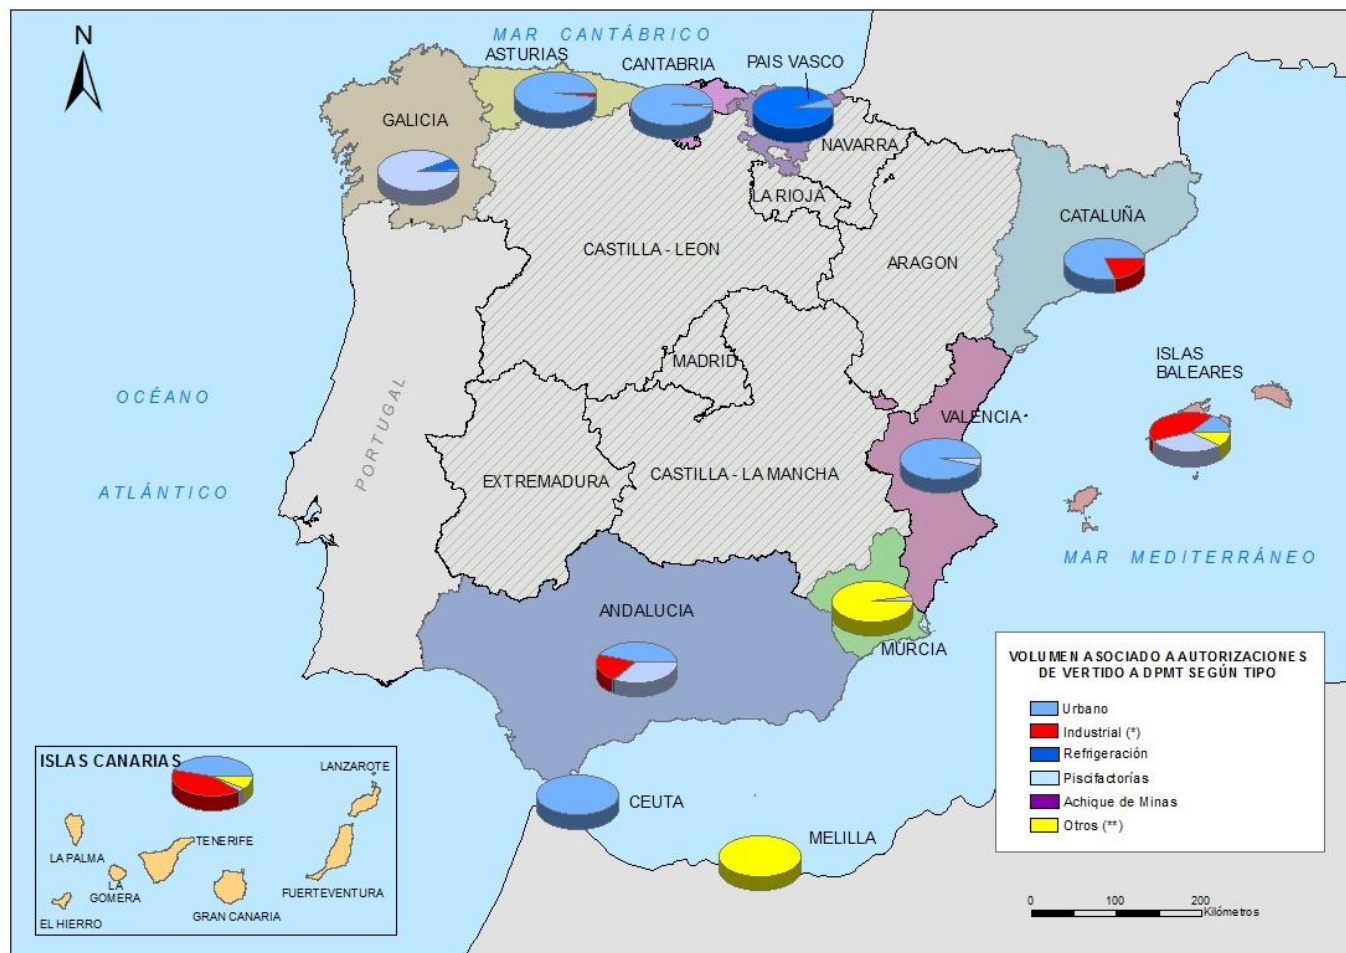 N
MAR CANTÁBRICO
ASTURIAS
CANTABRIA
PAIS VASCO
GALICIA
NAVARRA
LA RIOJA
CATALUÑA
CASTILLA - LEON
ARAGON
MADRID
ISLAS
BALEARES
OCÉANO
ATLÁNTICO
PORTUGAL
VALENCIA
EXTREMADURA
CASTILLA - LA MANCHA
MAR MEDITERRÁNEO
ANDALUCIA
MURCIA
VOLUMEN ASOCIADO A AUTORIZACIONES
DE VERTIDO A DPMT SEGÚN TIPO
Urbano
Industrial (*)
Refrigeración
Piscifactorías
Achique de Minas
Otros (**)
ISLAS CANARIAS
LANZAROTE
TENERIFE
LA PALMA
LA
GOMERA
FUERTEVENTURA
EL HIERRO
GRAN CANARIA
CEUTA
MELILLA
0 100 200
Kilómetros